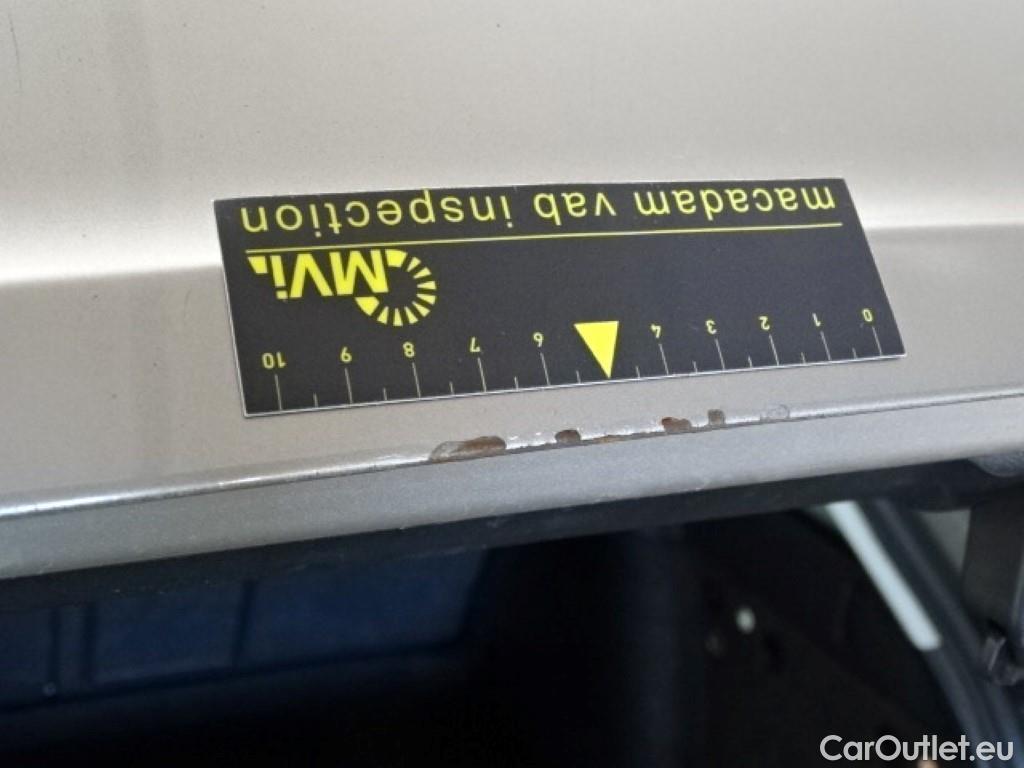 macadam vab inspection
MVi
0 1 2 3 4 6 7 8 9 10
CarOutlet.eu